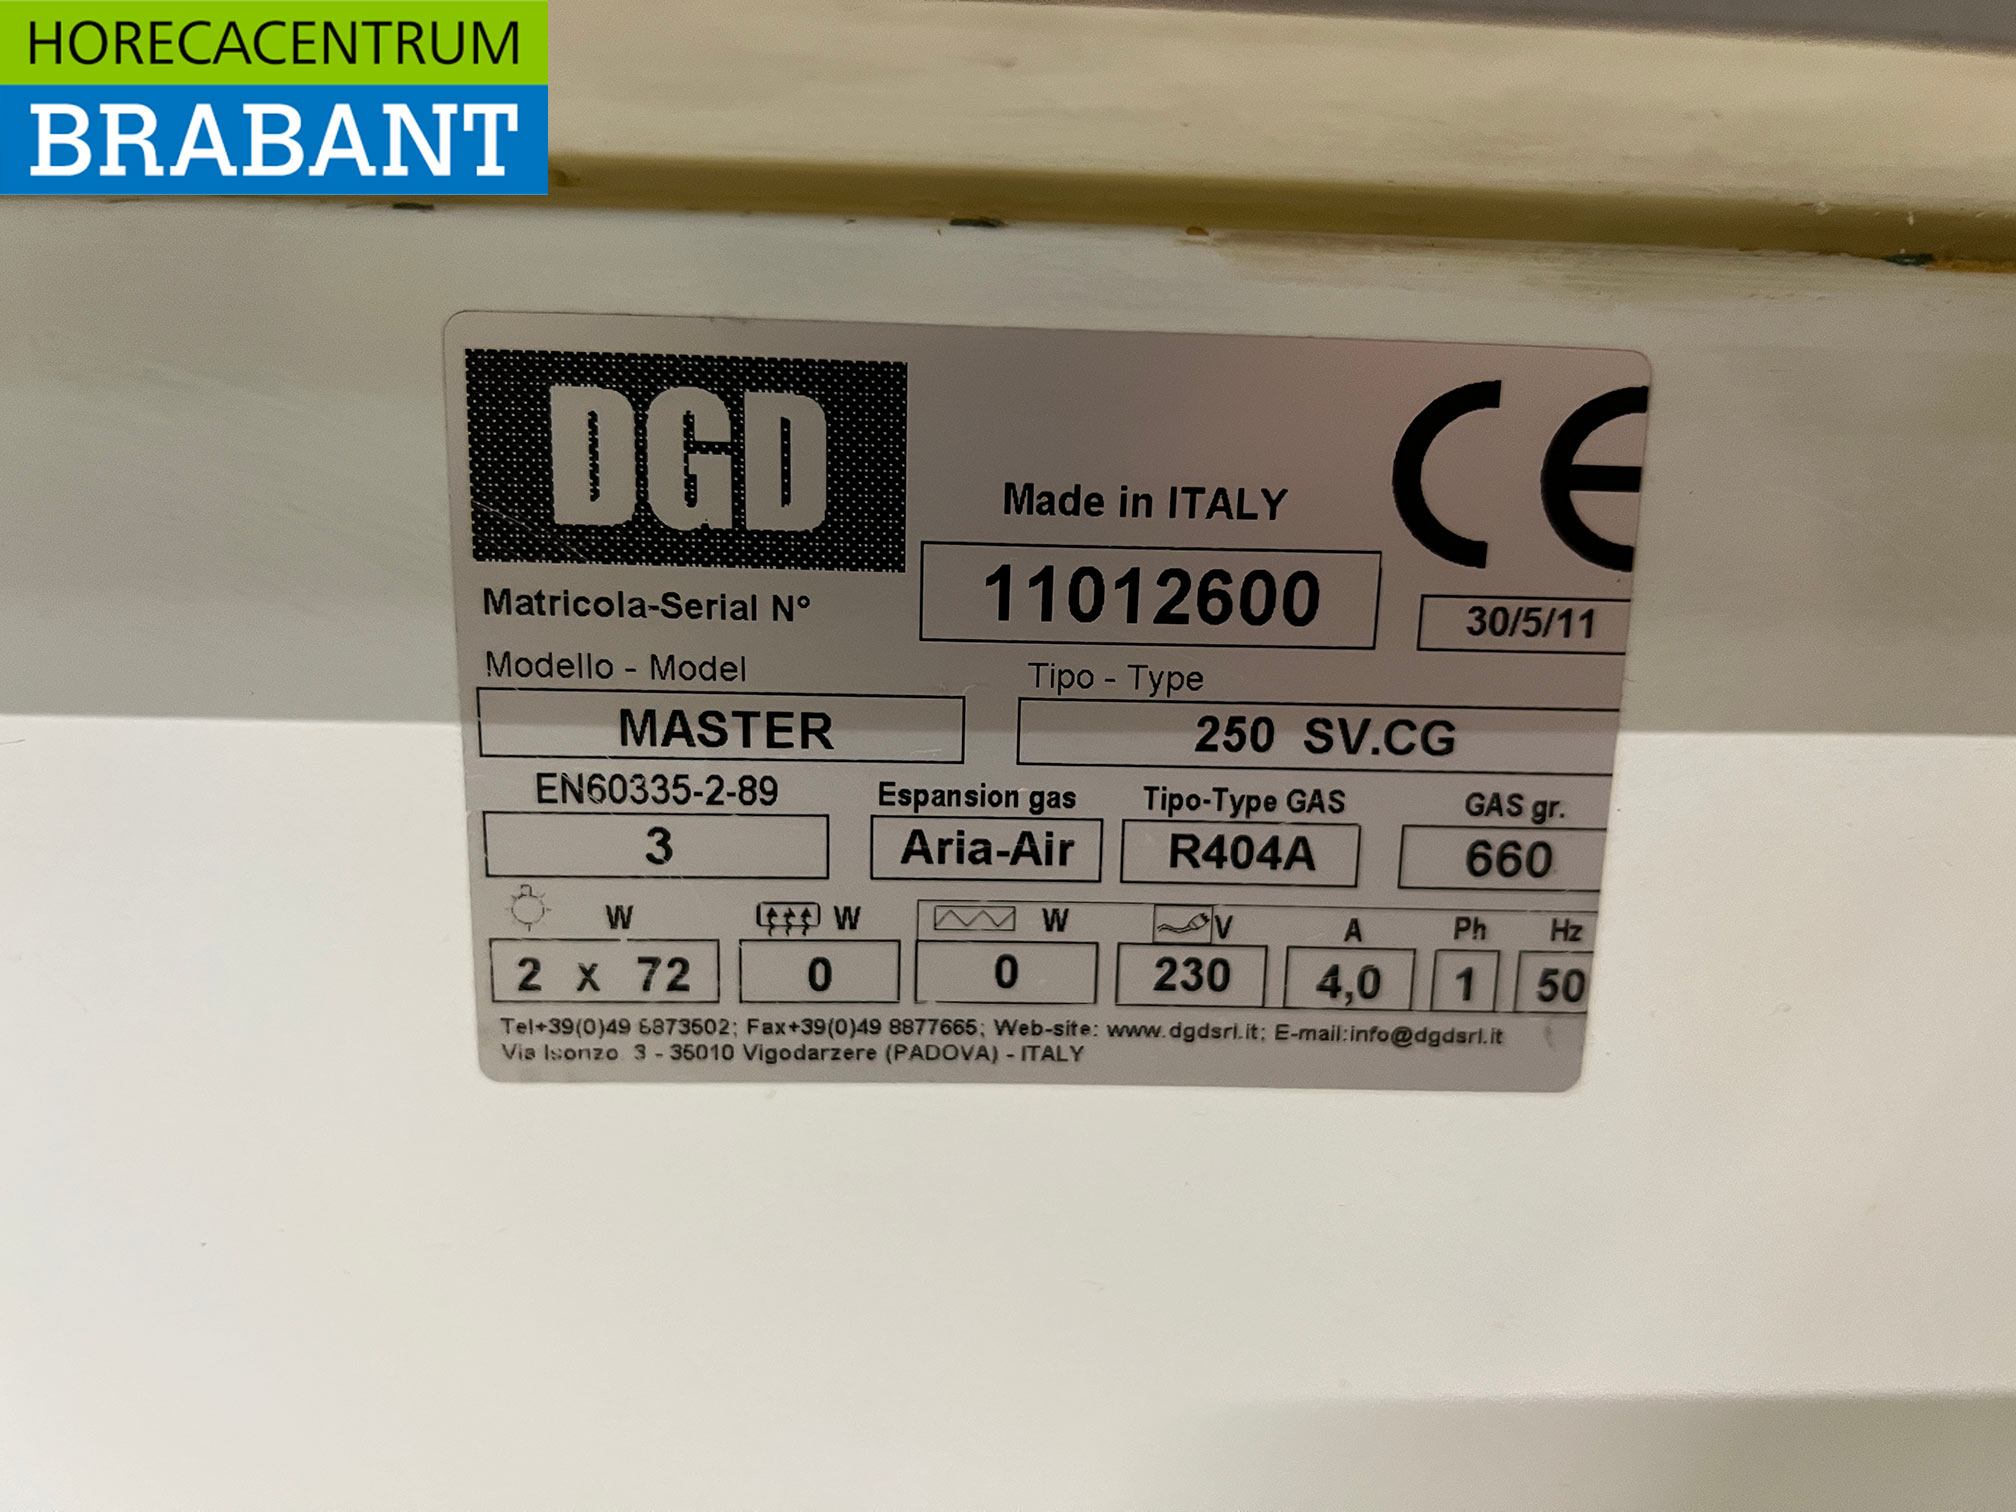 HORECACENTRUM
BRABANT
DGD
CE
Made in ITALY
Matricola-Serial N° 11012600 30/5/11
Modello - Model Tipo - Type
MASTER 250 SV.CG
EN60335-2-89 Espansion gas Tipo-Type GAS GAS gr.
3 Aria-Air R404A 660
W W W V A Ph Hz
2 x 72 0 0 230 4,0 1 50
Tel+39(0)49 8873502; Fax+39(0)49 8877665; Web-site: www.dgdsrl.it; E-mail:info@dgdsrl.it
Via Isonzo 3 - 35010 Vigodarzere (PADOVA) - ITALY